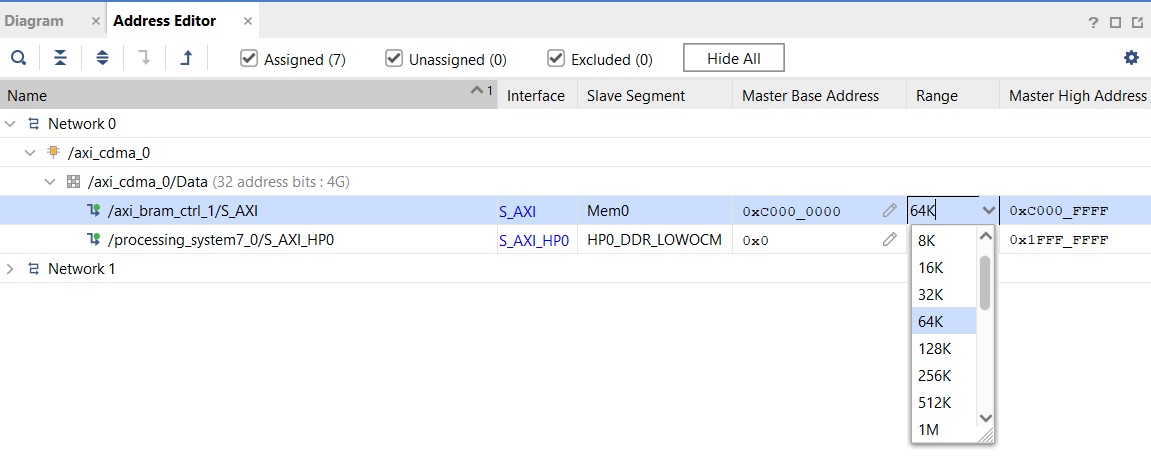 Diagram × Address Editor ×
? 
Assigned (7) Unassigned (0) Excluded (0) Hide All
Name 1 Interface Slave Segment Master Base Address Range Master High Address
Network 0
/axi_cdma_0
/axi_cdma_0/Data (32 address bits : 4G)
/axi_bram_ctrl_1/S_AXI S_AXI Mem0 0xC000_0000 64K 0xC000_FFFF
/processing_system7_0/S_AXI_HP0 S_AXI_HP0 HP0_DDR_LOWOCM 0x0 8K 0x1FFF_FFFF
Network 1
16K
32K
64K
128K
256K
512K
1M